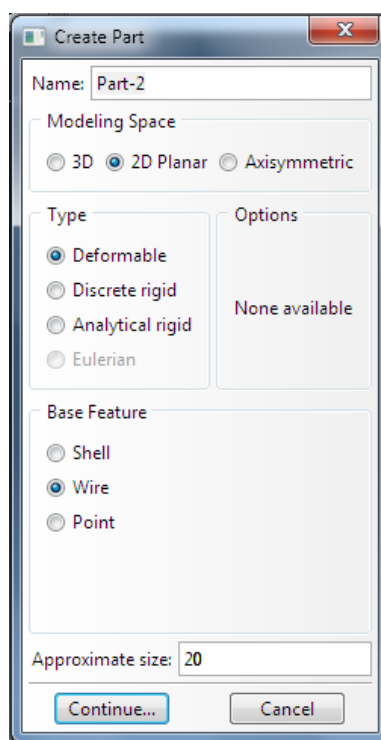 Create Part
X
Name: Part-2
Modeling Space
3D 2D Planar Axisymmetric
Type
Options
Deformable
Discrete rigid
Analytical rigid
Eulerian
None available
Base Feature
Shell
Wire
Point
Approximate size: 20
Continue... Cancel